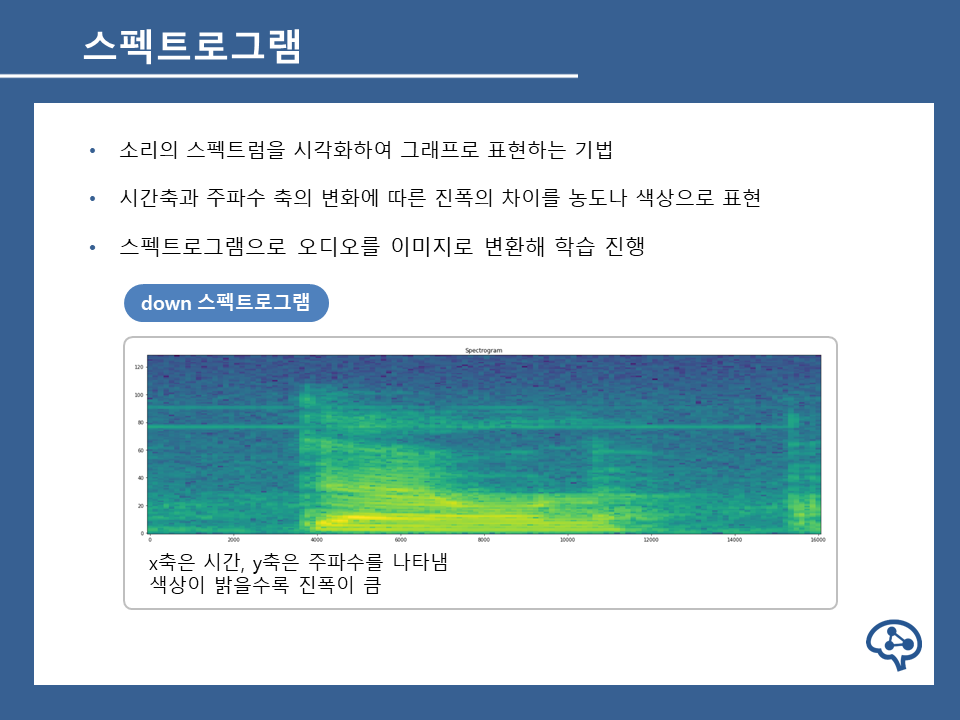 스펙트로그램
• 소리의 스펙트럼을 시각화하여 그래프로 표현하는 기법
• 시간축과 주파수 축의 변화에 따른 진폭의 차이를 농도나 색상으로 표현
• 스펙트로그램으로 오디오를 이미지로 변환해 학습 진행
down 스펙트로그램
Spectrogram
120
100
80
60
40
20
0
0 2000 4000 6000 8000 10000 12000 14000 16000
x축은 시간, y축은 주파수를 나타냄
색상이 밝을수록 진폭이 큼